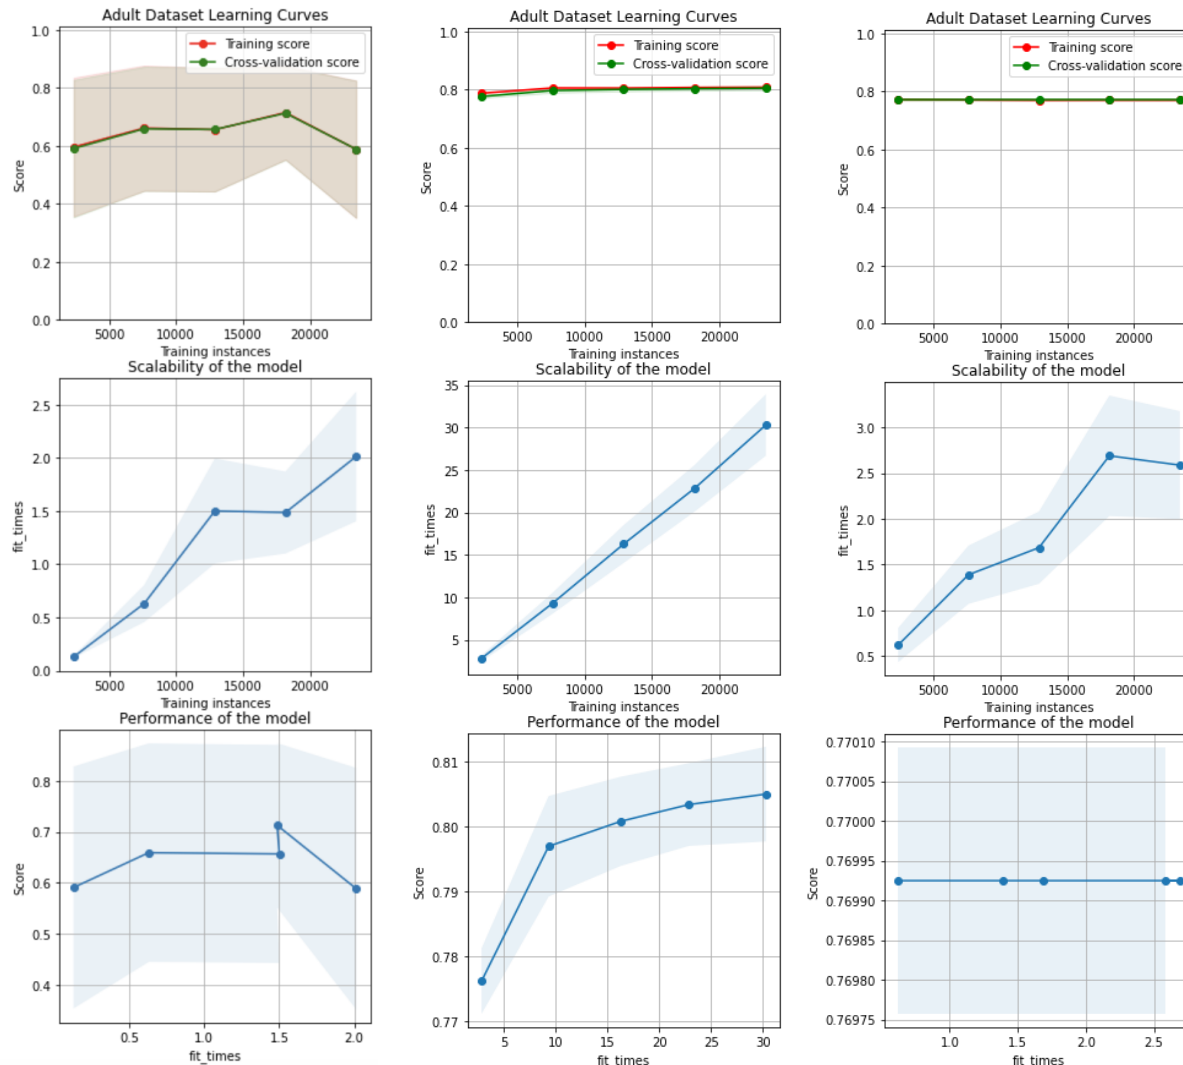 Adult Dataset Learning Curves
1.0
0.8
0.6
0.4
0.2
0.0
Score
Training score
Cross-validation score
5000 10000 15000 20000
Training instances
Adult Dataset Learning Curves
1.0
0.8
0.6
0.4
0.2
0.0
Score
Training score
Cross-validation score
5000 10000 15000 20000
Training instances
Adult Dataset Learning Curves
1.0
0.8
0.6
0.4
0.2
0.0
Score
Training score
Cross-validation score
5000 10000 15000 20000
Training instances
Scalability of the model
2.5
2.0
1.5
1.0
0.5
0.0
fit_times
5000 10000 15000 20000
Training instances
Scalability of the model
35
30
25
20
15
10
5
fit_times
5000 10000 15000 20000
Training instances
Scalability of the model
3.0
2.5
2.0
1.5
1.0
0.5
fit_times
5000 10000 15000 20000
Training instances
Performance of the model
0.8
0.7
0.6
0.5
0.4
Score
0.5 1.0 1.5 2.0
fit_times
Performance of the model
0.81
0.80
0.79
0.78
0.77
Score
5 10 15 20 25 30
fit_times
Performance of the model
0.77010
0.77005
0.77000
0.76995
0.76990
0.76985
0.76980
0.76975
Score
1.0 1.5 2.0 2.5
fit_times